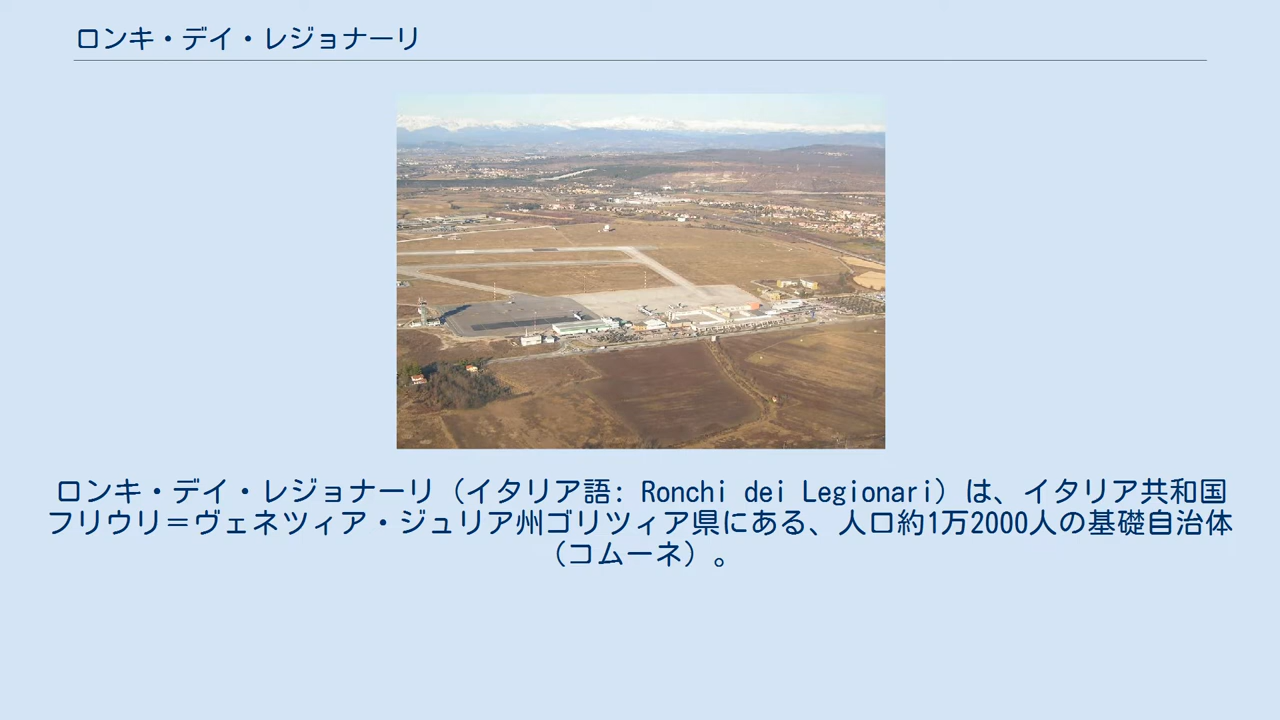 ロンキ・デイ・レジョナーリ
ロンキ・デイ・レジョナーリ（イタリア語: Ronchi dei Legionari）は、イタリア共和国
フリウリ＝ヴェネツィア・ジュリア州ゴリツィア県にある、人口約1万2000人の基礎自治体
（コムーネ）。